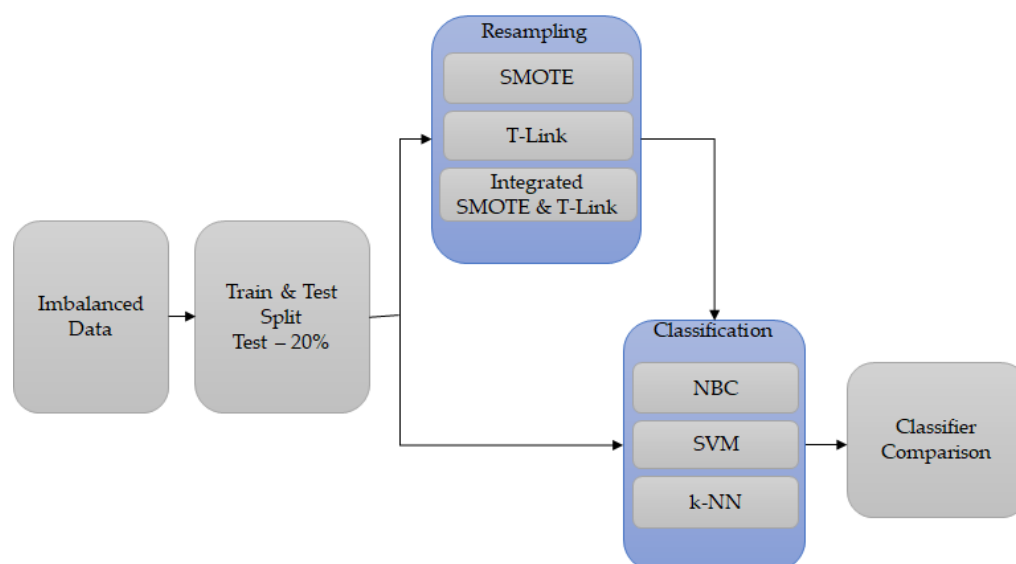 Imbalanced
Data
Train & Test
Split
Test – 20%
Resampling
SMOTE
T-Link
Integrated
SMOTE & T-Link
Classification
NBC
SVM
k-NN
Classifier
Comparison